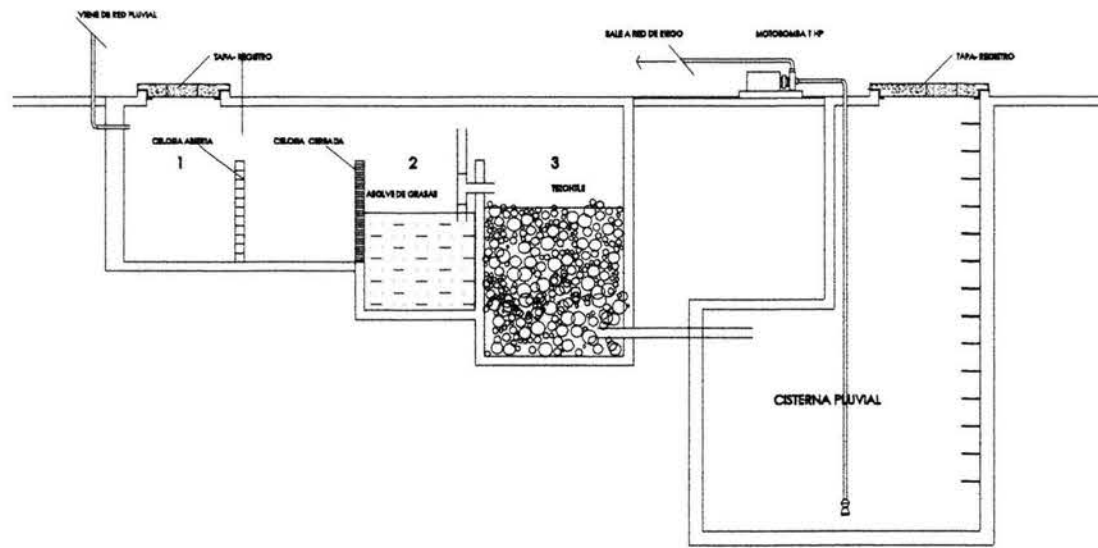 VIENE DE RED PLUVIAL
TAPA- REGISTRO
SALE A RED DE RIEGO
MOTOBOMBA 1 HP
TAPA- REGISTRO
CELOSIA ABIERTA
1
CELOSIA CERRADA
2
ASOLVE DE GRASAS
3
TEZONTLE
CISTERNA PLUVIAL